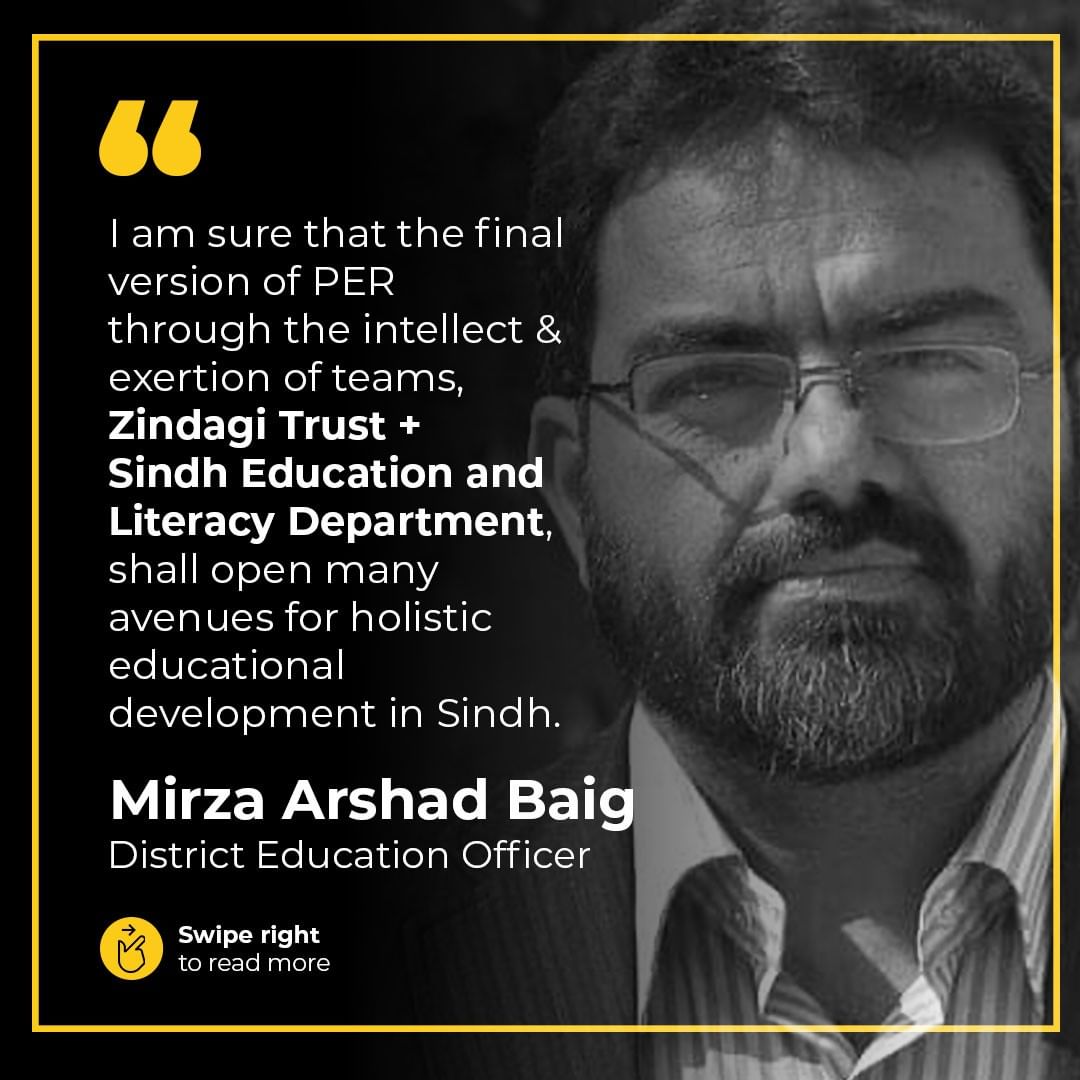 “
I am sure that the final
version of PER
through the intellect &
exertion of teams,
Zindagi Trust +
Sindh Education and
Literacy Department,
shall open many
avenues for holistic
educational
development in Sindh.
Mirza Arshad Baig
District Education Officer
Swipe right
to read more